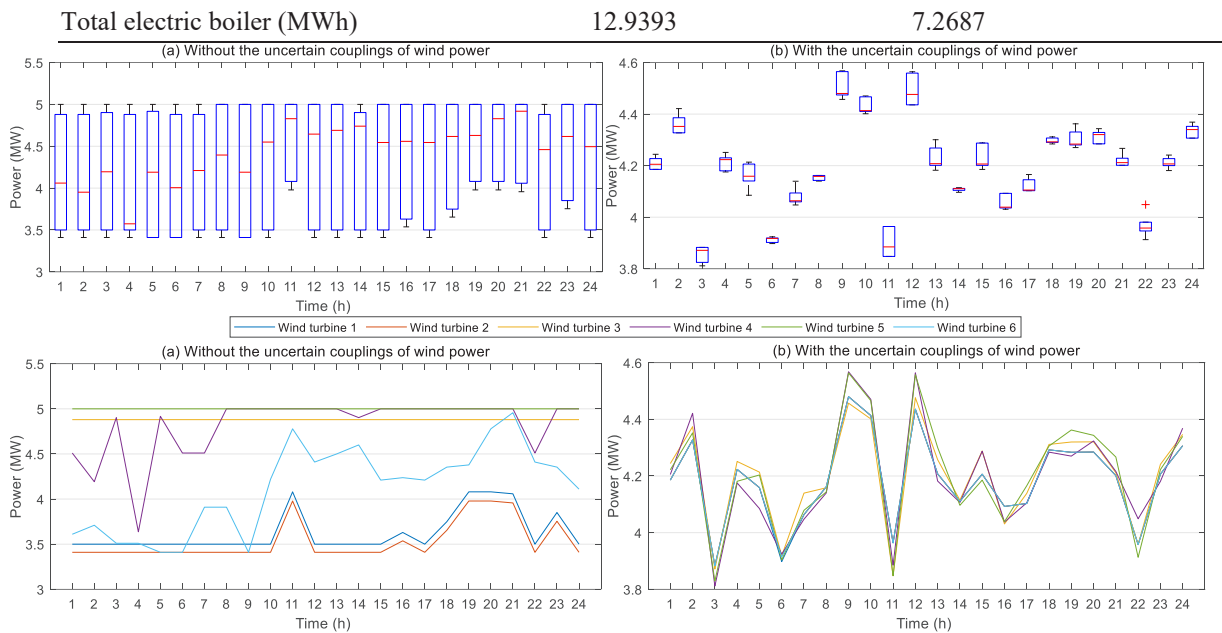 Total electric boiler (MWh) 12.9393 7.2687
(a) Without the uncertain couplings of wind power
5.5
5
4.5
4
3.5
3
Power (MW)
1 2 3 4 5 6 7 8 9 10 11 12 13 14 15 16 17 18 19 20 21 22 23 24
Time (h)
(b) With the uncertain couplings of wind power
4.6
4.4
4.2
4
3.8
Power (MW)
1 2 3 4 5 6 7 8 9 10 11 12 13 14 15 16 17 18 19 20 21 22 23 24
Time (h)
Wind turbine 1 Wind turbine 2 Wind turbine 3 Wind turbine 4 Wind turbine 5 Wind turbine 6
(a) Without the uncertain couplings of wind power
5.5
5
4.5
4
3.5
3
Power (MW)
1 2 3 4 5 6 7 8 9 10 11 12 13 14 15 16 17 18 19 20 21 22 23 24
Time (h)
(b) With the uncertain couplings of wind power
4.6
4.4
4.2
4
3.8
Power (MW)
1 2 3 4 5 6 7 8 9 10 11 12 13 14 15 16 17 18 19 20 21 22 23 24
Time (h)